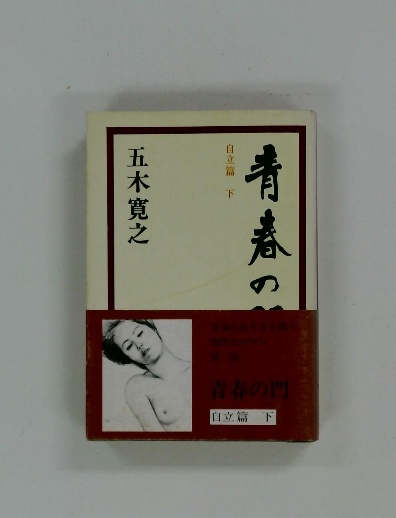 青春の門
自立篇 下
五木寛之
青春の門
自立篇 下